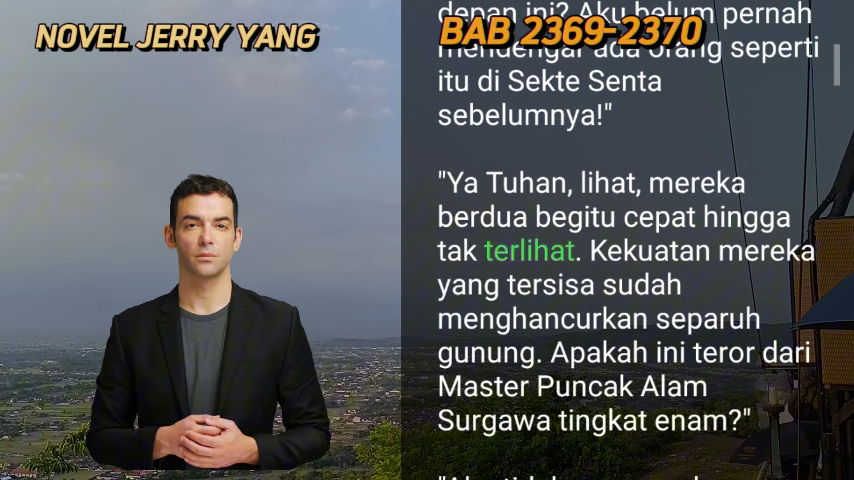 NOVEL JERRY YANG
BAB 2369-2370
depan ini? Aku belum pernah
mendengar ada orang seperti
itu di Sekte Senta
sebelumnya!"
"Ya Tuhan, lihat, mereka
berdua begitu cepat hingga
tak terlihat. Kekuatan mereka
yang tersisa sudah
menghancurkan separuh
gunung. Apakah ini teror dari
Master Puncak Alam
Surgawa tingkat enam?"